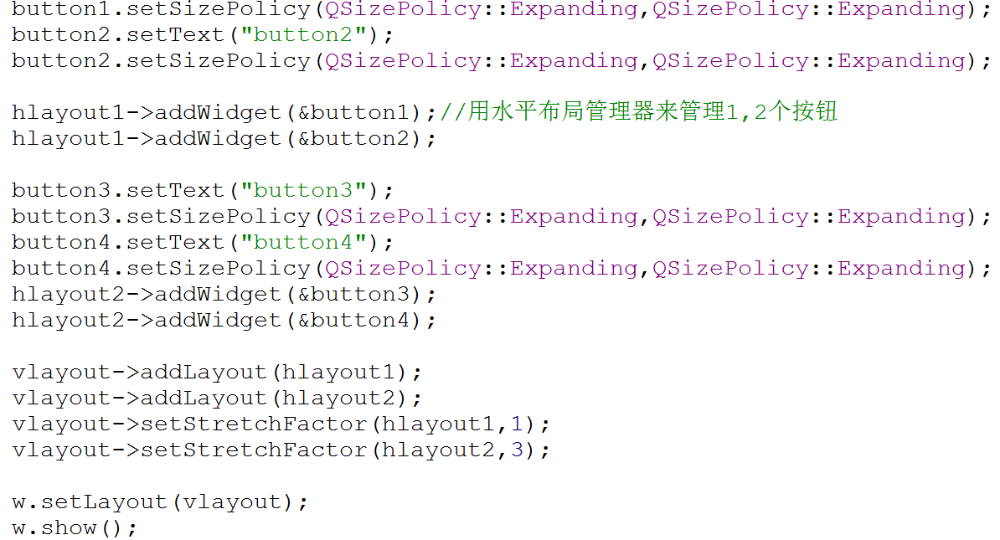 button1.setSizePolicy(QSizePolicy::Expanding,QSizePolicy::Expanding);
button2.setText("button2");
button2.setSizePolicy(QSizePolicy::Expanding,QSizePolicy::Expanding);
hlayout1->addWidget(&button1);//用水平布局管理器来管理1,2个按钮
hlayout1->addWidget(&button2);
button3.setText("button3");
button3.setSizePolicy(QSizePolicy::Expanding,QSizePolicy::Expanding);
button4.setText("button4");
button4.setSizePolicy(QSizePolicy::Expanding,QSizePolicy::Expanding);
hlayout2->addWidget(&button3);
hlayout2->addWidget(&button4);
vlayout->addLayout(hlayout1);
vlayout->addLayout(hlayout2);
vlayout->setStretchFactor(hlayout1,1);
vlayout->setStretchFactor(hlayout2,3);
w.setLayout(vlayout);
w.show();